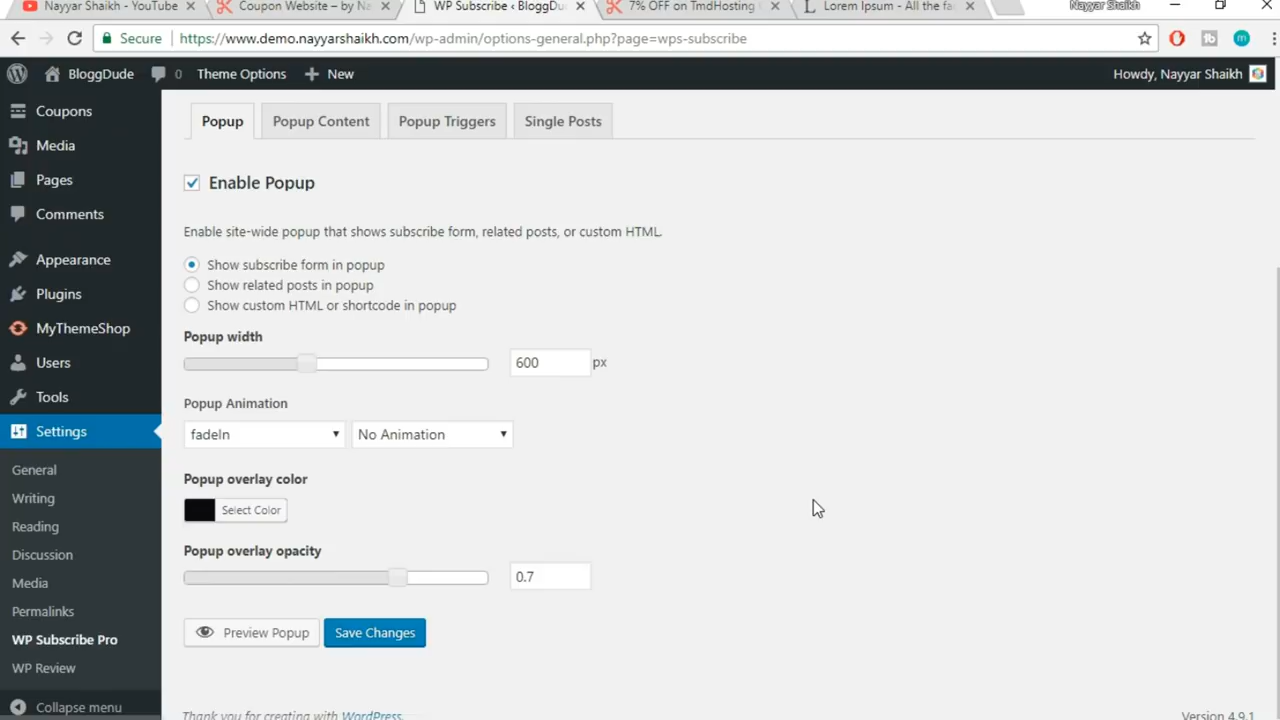 Nayyar Shaikh - YouTube
Coupon Website – by Na
WP Subscribe ‹ BloggDu
7% OFF on TmdHosting
Lorem Ipsum - All the fa
Nayyar Shaikh
Secure
https://www.demo.nayyarshaikh.com/wp-admin/options-general.php?page=wps-subscribe
BloggDude
0
Theme Options
New
Howdy, Nayyar Shaikh
Coupons
Media
Pages
Comments
Appearance
Plugins
MyThemeShop
Users
Tools
Settings
General
Writing
Reading
Discussion
Media
Permalinks
WP Subscribe Pro
WP Review
Collapse menu
Popup
Popup Content
Popup Triggers
Single Posts
Enable Popup
Enable site-wide popup that shows subscribe form, related posts, or custom HTML.
Show subscribe form in popup
Show related posts in popup
Show custom HTML or shortcode in popup
Popup width
600
px
Popup Animation
fadeIn
No Animation
Popup overlay color
Select Color
Popup overlay opacity
0.7
Preview Popup
Save Changes
Thank you for creating with WordPress.
Version 4.9.1